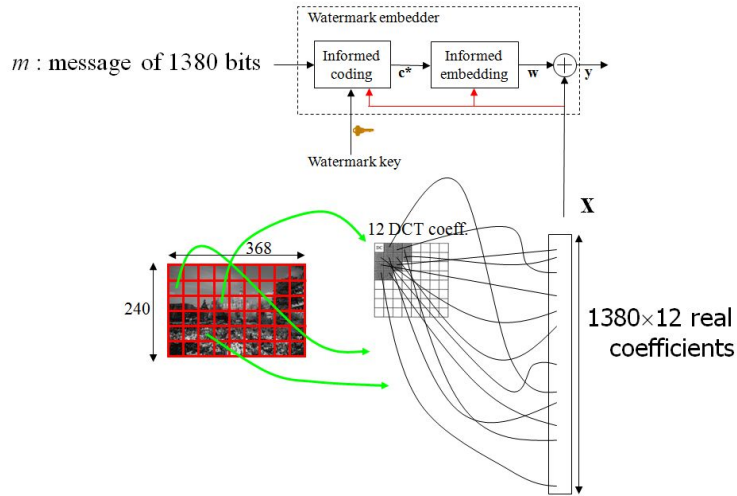 Watermark embedder
m : message of 1380 bits
Informed
coding
c*
Informed
embedding
w
y
Watermark key
X
12 DCT coeff.
368
240
1380×12 real
coefficients